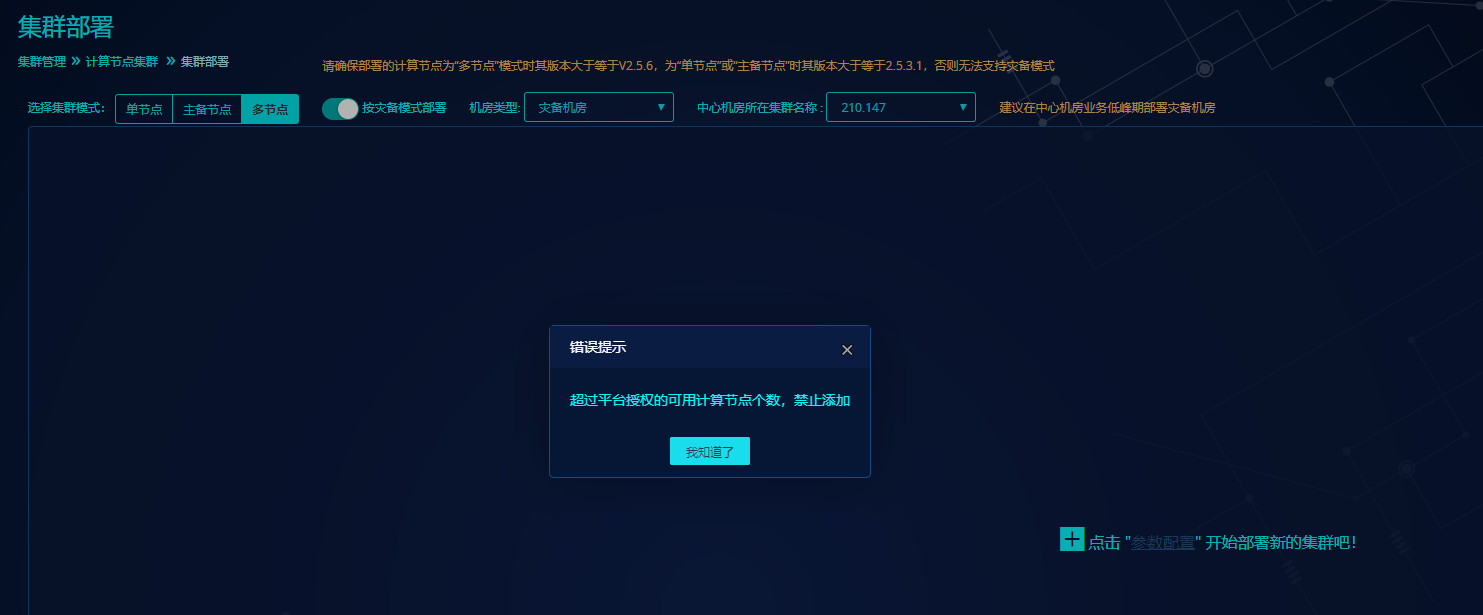 集群部署
集群管理 » 计算节点集群 » 集群部署
请确保部署的计算节点为“多节点”模式时其版本大于等于V2.5.6，为“单节点”或“主备节点”时其版本大于等于2.5.3.1，否则无法支持灾备模式
选择集群模式： 单节点 主备节点 多节点 按灾备模式部署 机房类型: 灾备机房 ▼ 中心机房所在集群名称 : 210.147 ▼ 建议在中心机房业务低峰期部署灾备机房
错误提示 ×
超过平台授权的可用计算节点个数，禁止添加
我知道了
+ 点击 "参数配置" 开始部署新的集群吧！